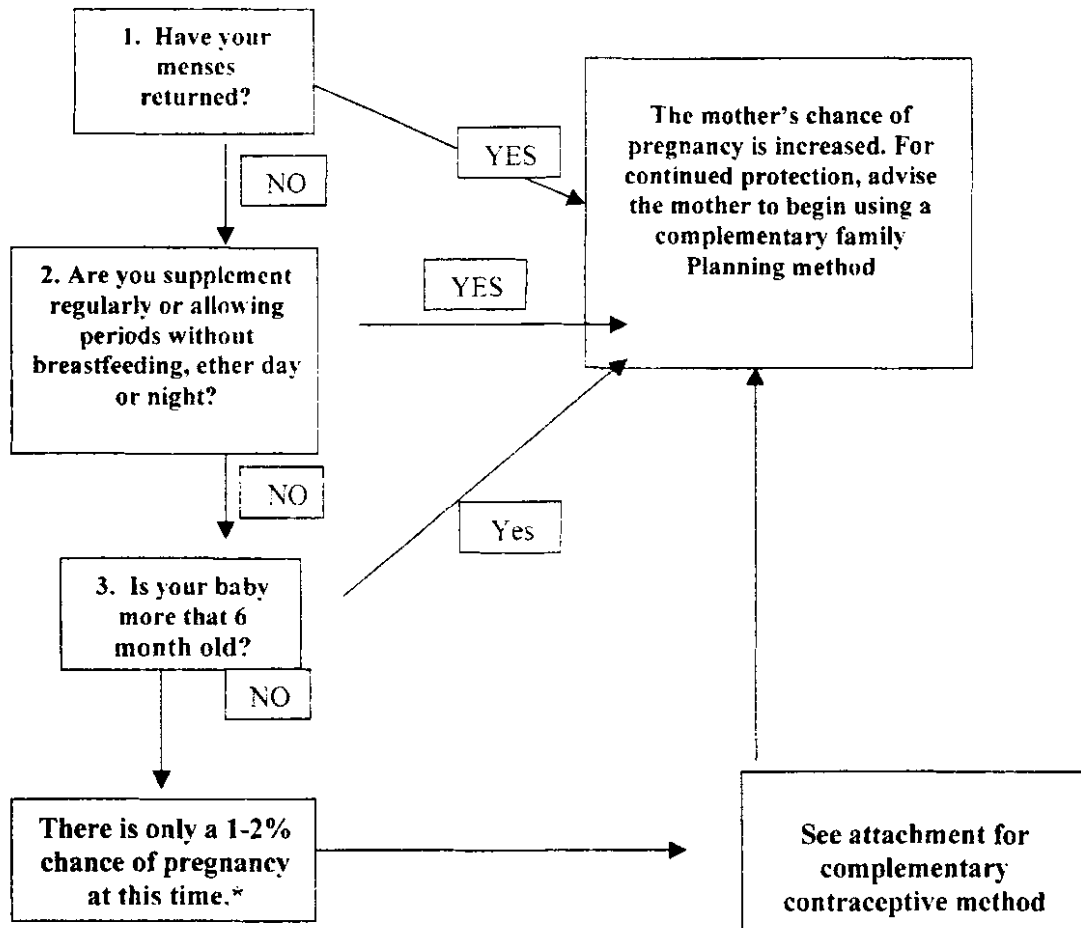 1. Have your
menses
returned?
YES
NO
The mother's chance of
pregnancy is increased. For
continued protection, advise
the mother to begin using a
complementary family
Planning method
2. Are you supplement
regularly or allowing
periods without
breastfeeding, ether day
or night?
YES
NO
3. Is your baby
more that 6
month old?
Yes
NO
There is only a 1-2%
chance of pregnancy
at this time.*
See attachment for
complementary
contraceptive method